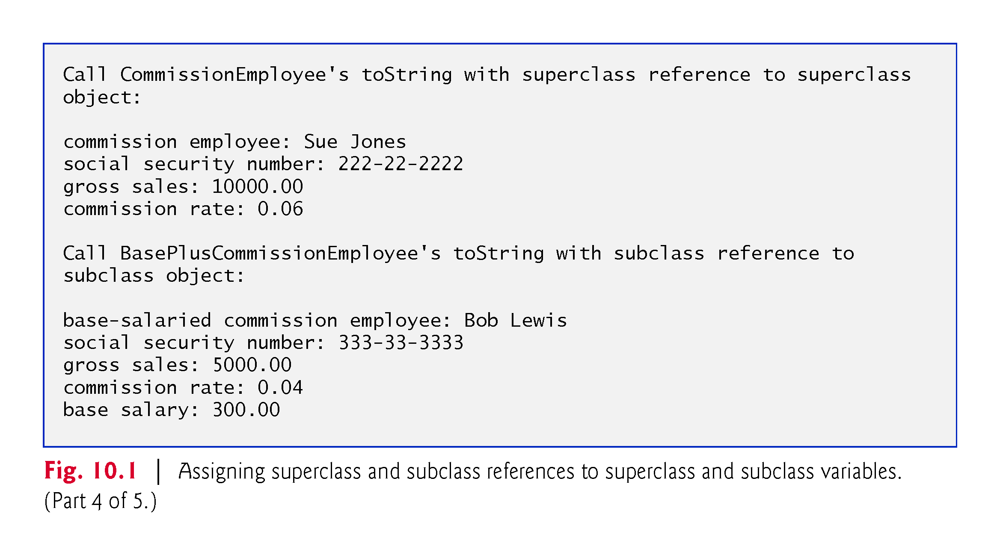 Call CommissionEmployee's toString with superclass reference to superclass
object:
commission employee: Sue Jones
social security number: 222-22-2222
gross sales: 10000.00
commission rate: 0.06
Call BasePlusCommissionEmployee's toString with subclass reference to
subclass object:
base-salaried commission employee: Bob Lewis
social security number: 333-33-3333
gross sales: 5000.00
commission rate: 0.04
base salary: 300.00
Fig. 10.1 | Assigning superclass and subclass references to superclass and subclass variables.
(Part 4 of 5.)